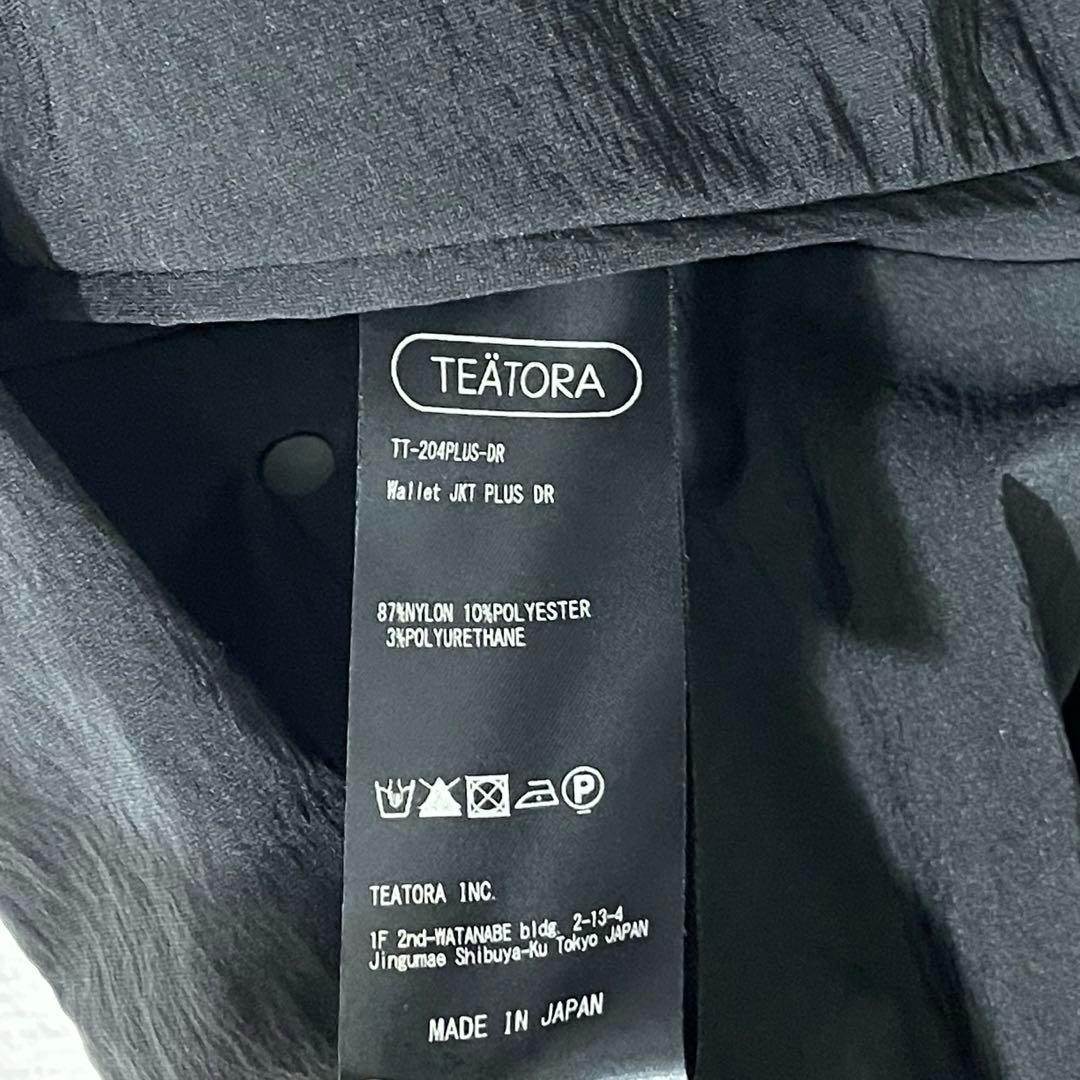 TEÄTORA
TT-204PLUS-DR
Wallet JKT PLUS DR
87%NYLON 10%POLYESTER
3%POLYURETHANE
P
TEATORA INC.
1F 2nd-WATANABE bldg. 2-13-4
Jingumae Shibuya-Ku Tokyo JAPAN
MADE IN JAPAN